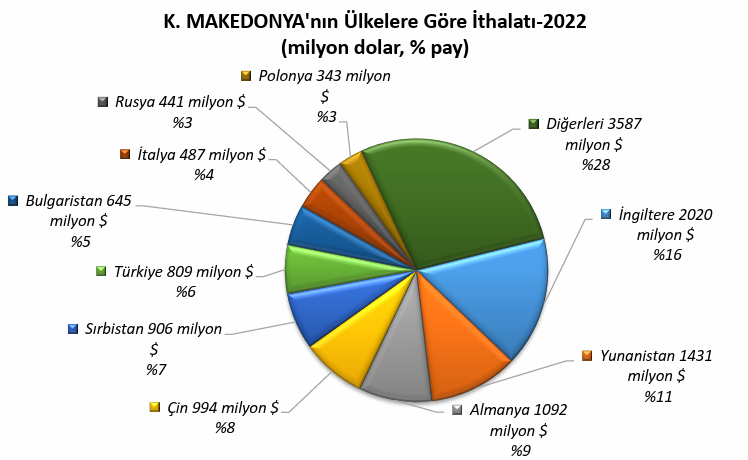 K. MAKEDONYA'nın Ülkelere Göre İthalatı-2022
(milyon dolar, % pay)
Polonya 343 milyon
$
%3
Rusya 441 milyon $
%3
İtalya 487 milyon $
%4
Bulgaristan 645
milyon $
%5
Türkiye 809 milyon $
%6
Sırbistan 906 milyon
$
%7
Çin 994 milyon $
%8
Diğerleri 3587
milyon $
%28
İngiltere 2020
milyon $
%16
Yunanistan 1431
milyon $
%11
Almanya 1092
milyon $
%9